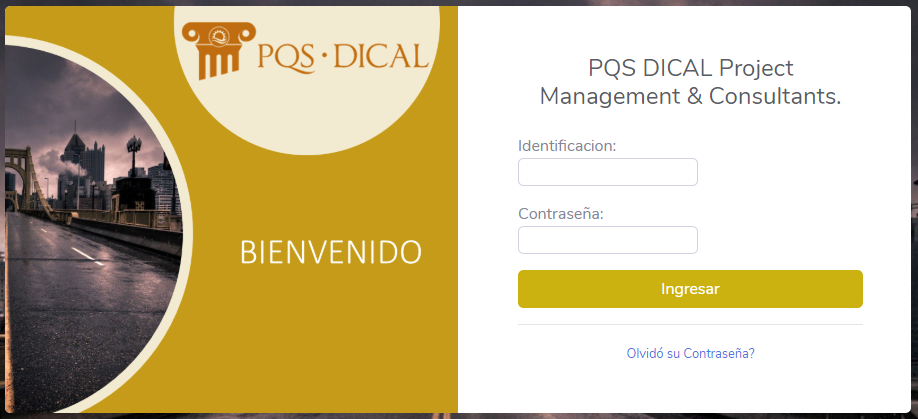 PQS · DICAL
BIENVENIDO
PQS DICAL Project
Management & Consultants.
Identificacion:
Contraseña:
Ingresar
Olvidó su Contraseña?